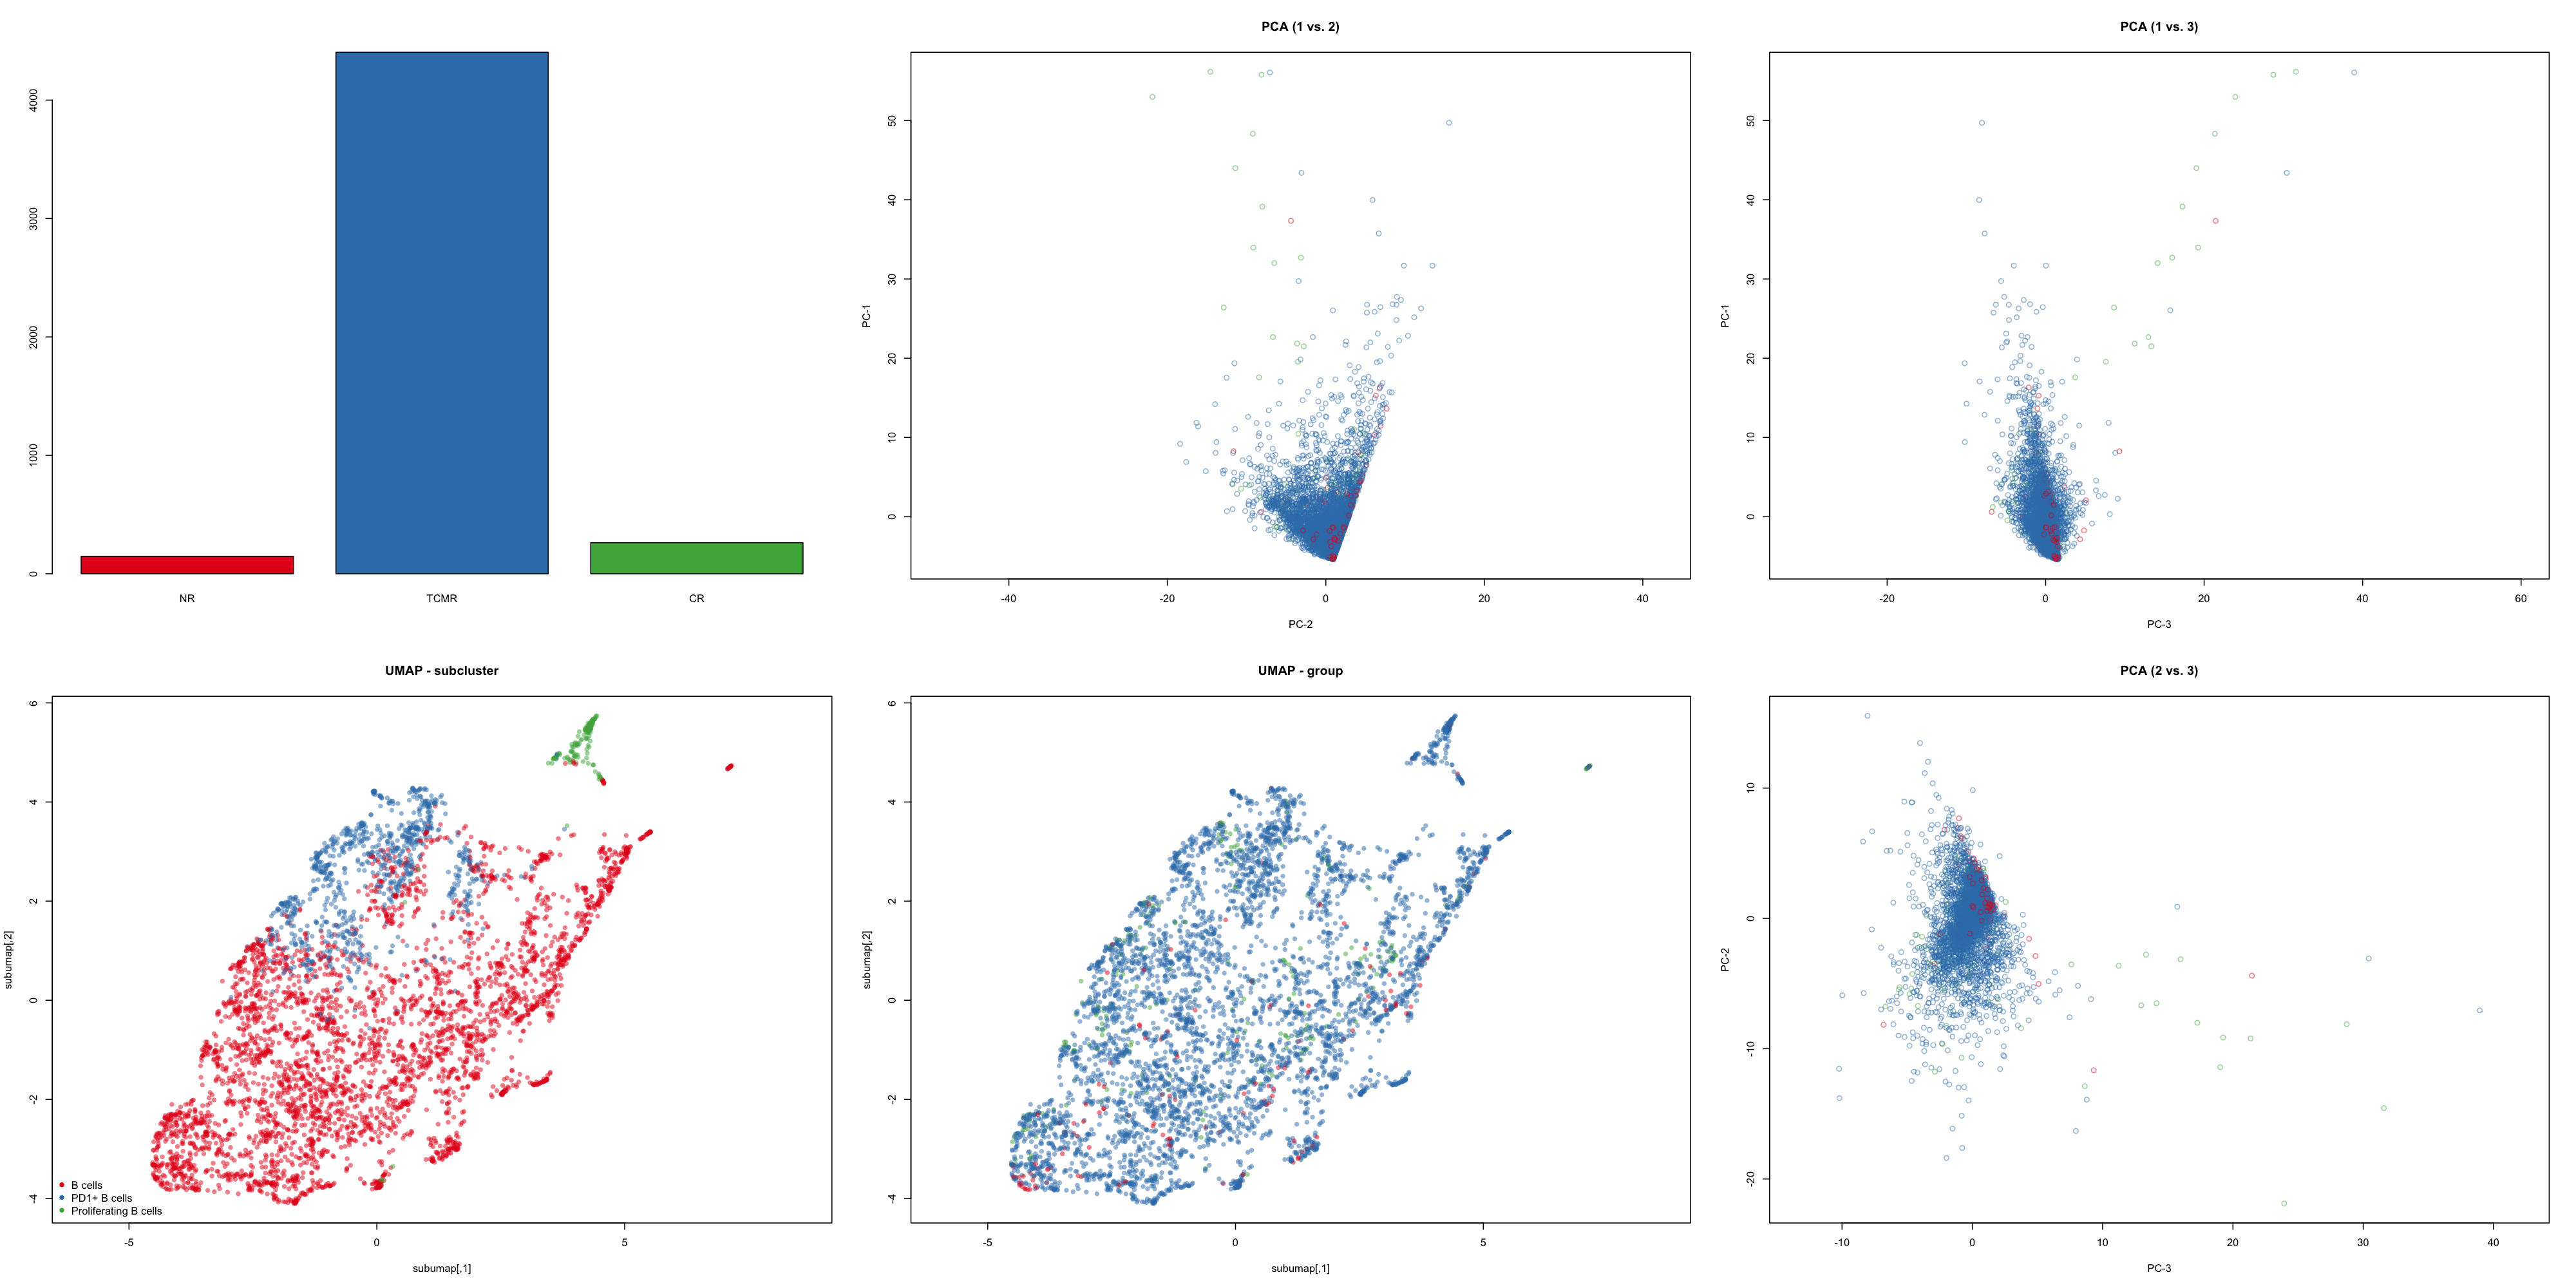 4000
3000
2000
1000
0
NR TCMR CR
PCA (1 vs. 2)
PC-1
50
40
30
20
10
0
-40 -20 0 20 40
PC-2
PCA (1 vs. 3)
PC-1
50
40
30
20
10
0
-20 0 20 40 60
PC-3
UMAP - subcluster
subumap[,2]
6
4
2
0
-2
-4
B cells
PD1+ B cells
Proliferating B cells
-5 0 5
subumap[,1]
UMAP - group
subumap[,2]
6
4
2
0
-2
-4
-5 0 5
subumap[,1]
PCA (2 vs. 3)
PC-2
10
0
-10
-20
-10 0 10 20 30 40
PC-3